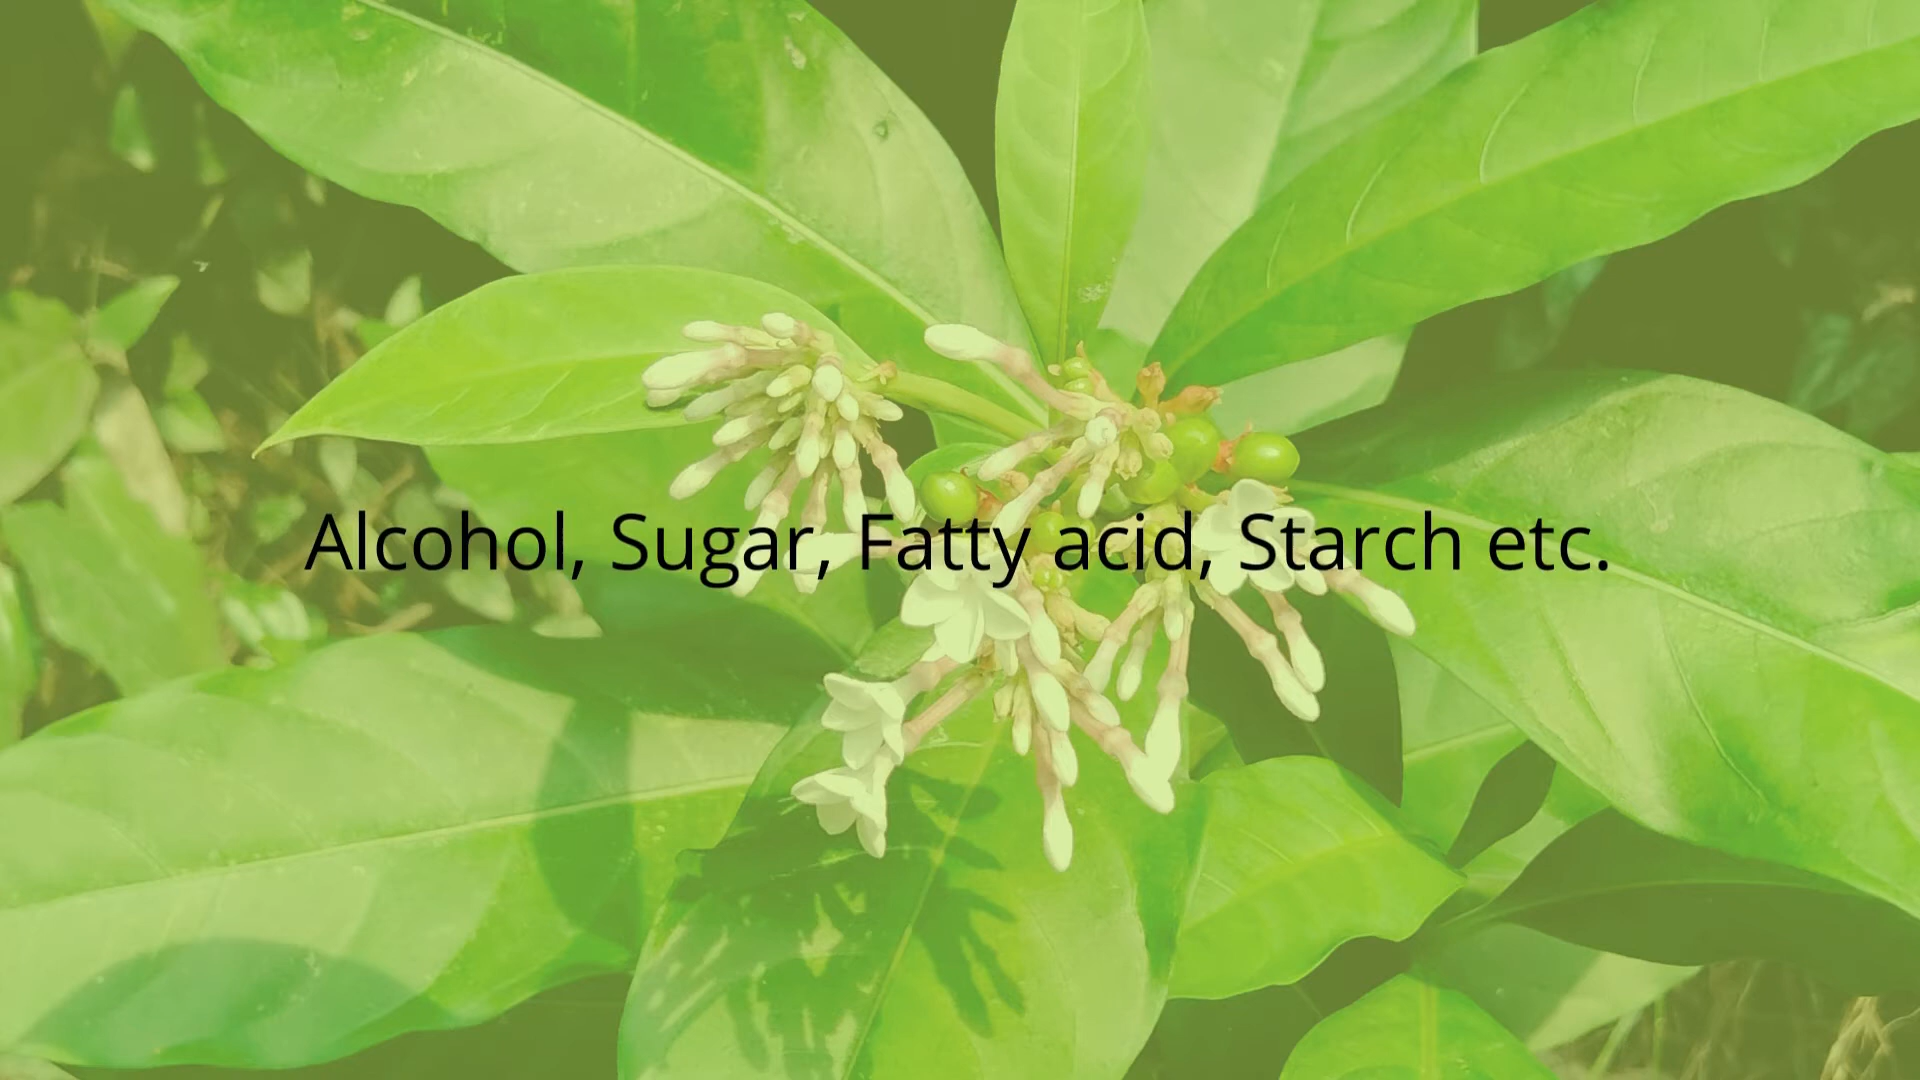 Alcohol, Sugar, Fatty acid, Starch etc.